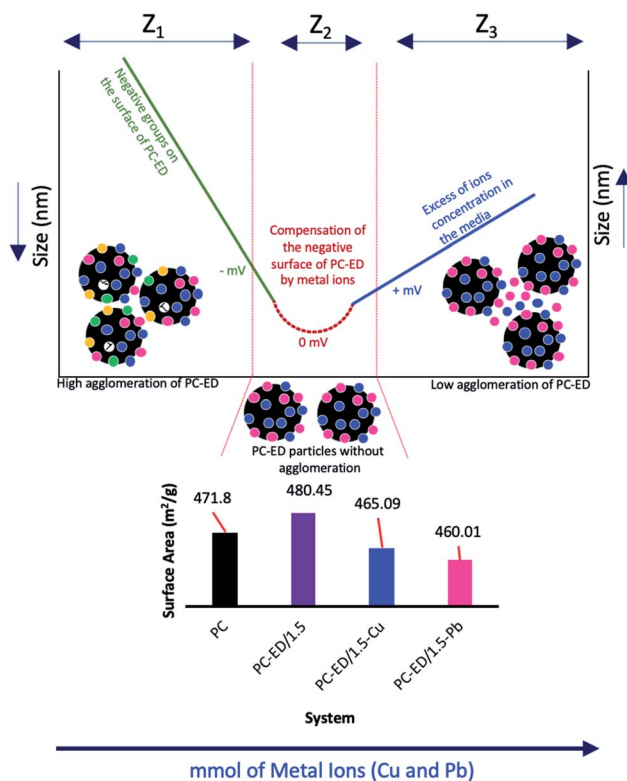 Z1
Z2
Z3
Negative groups on
the surface of PC-ED
Excess of ions
concentration in
the media
Size (nm)
Size (nm)
Compensation of
the negative
surface of PC-ED
by metal ions
- mV
+ mV
0 mV
High agglomeration of PC-ED
Low agglomeration of PC-ED
PC-ED particles without
agglomeration
Surface Area (m²/g)
471.8
480.45
465.09
460.01
PC
PC-ED/1.5
PC-ED/1.5-Cu
PC-ED/1.5-Pb
System
mmol of Metal Ions (Cu and Pb)